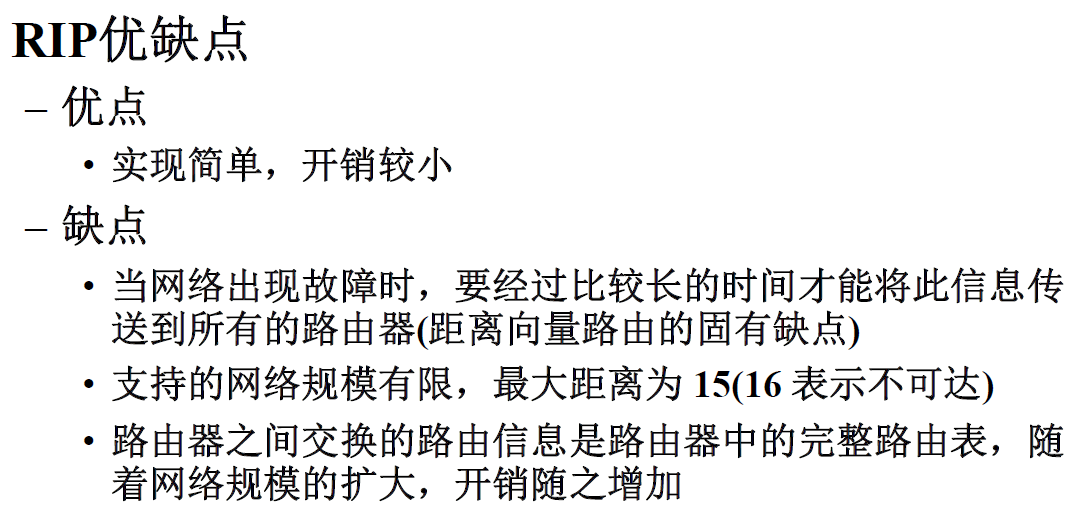 RIP优缺点
– 优点
• 实现简单，开销较小
– 缺点
• 当网络出现故障时，要经过比较长的时间才能将此信息传
送到所有的路由器(距离向量路由的固有缺点)
• 支持的网络规模有限，最大距离为 15(16 表示不可达)
• 路由器之间交换的路由信息是路由器中的完整路由表，随
着网络规模的扩大，开销随之增加